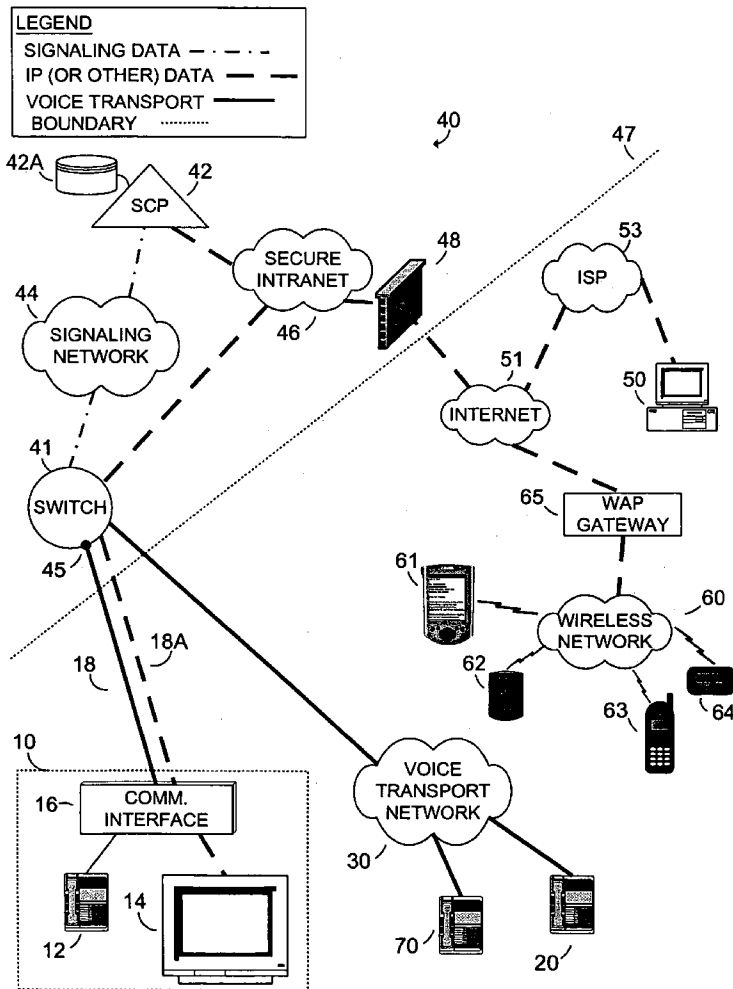 LEGEND
SIGNALING DATA
IP (OR OTHER) DATA
VOICE TRANSPORT
BOUNDARY
40
47
42A
42
SCP
SECURE
INTRANET
46
48
53
ISP
44
SIGNALING
NETWORK
51
INTERNET
50
41
SWITCH
45
65
WAP
GATEWAY
61
60
WIRELESS
NETWORK
62
63
64
18
18A
10
16
COMM.
INTERFACE
VOICE
TRANSPORT
NETWORK
30
12
14
70
20